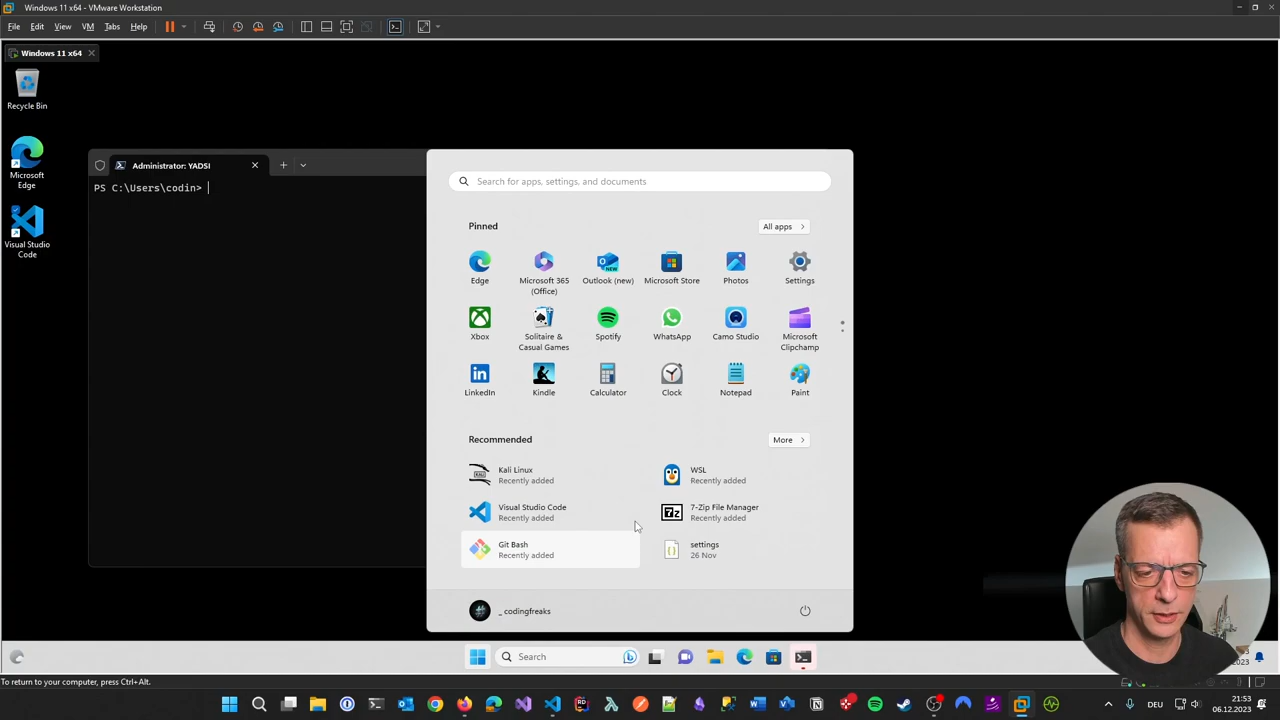 Windows 11 x64 - VMware Workstation
File Edit View VM Tabs Help
Windows 11 x64
Recycle Bin
Microsoft
Edge
Visual Studio
Code
Administrator: YADSI
PS C:\Users\codin>
Search for apps, settings, and documents
Pinned
All apps
Edge
Microsoft 365
(Office)
Outlook (new)
Microsoft Store
Photos
Settings
Xbox
Solitaire &
Casual Games
Spotify
WhatsApp
Camo Studio
Microsoft
Clipchamp
LinkedIn
Kindle
Calculator
Clock
Notepad
Paint
Recommended
More
Kali Linux
Recently added
WSL
Recently added
Visual Studio Code
Recently added
7-Zip File Manager
Recently added
Git Bash
Recently added
settings
26 Nov
_ codingfreaks
Search
To return to your computer, press Ctrl+Alt.
DEU
21:53
06.12.2023